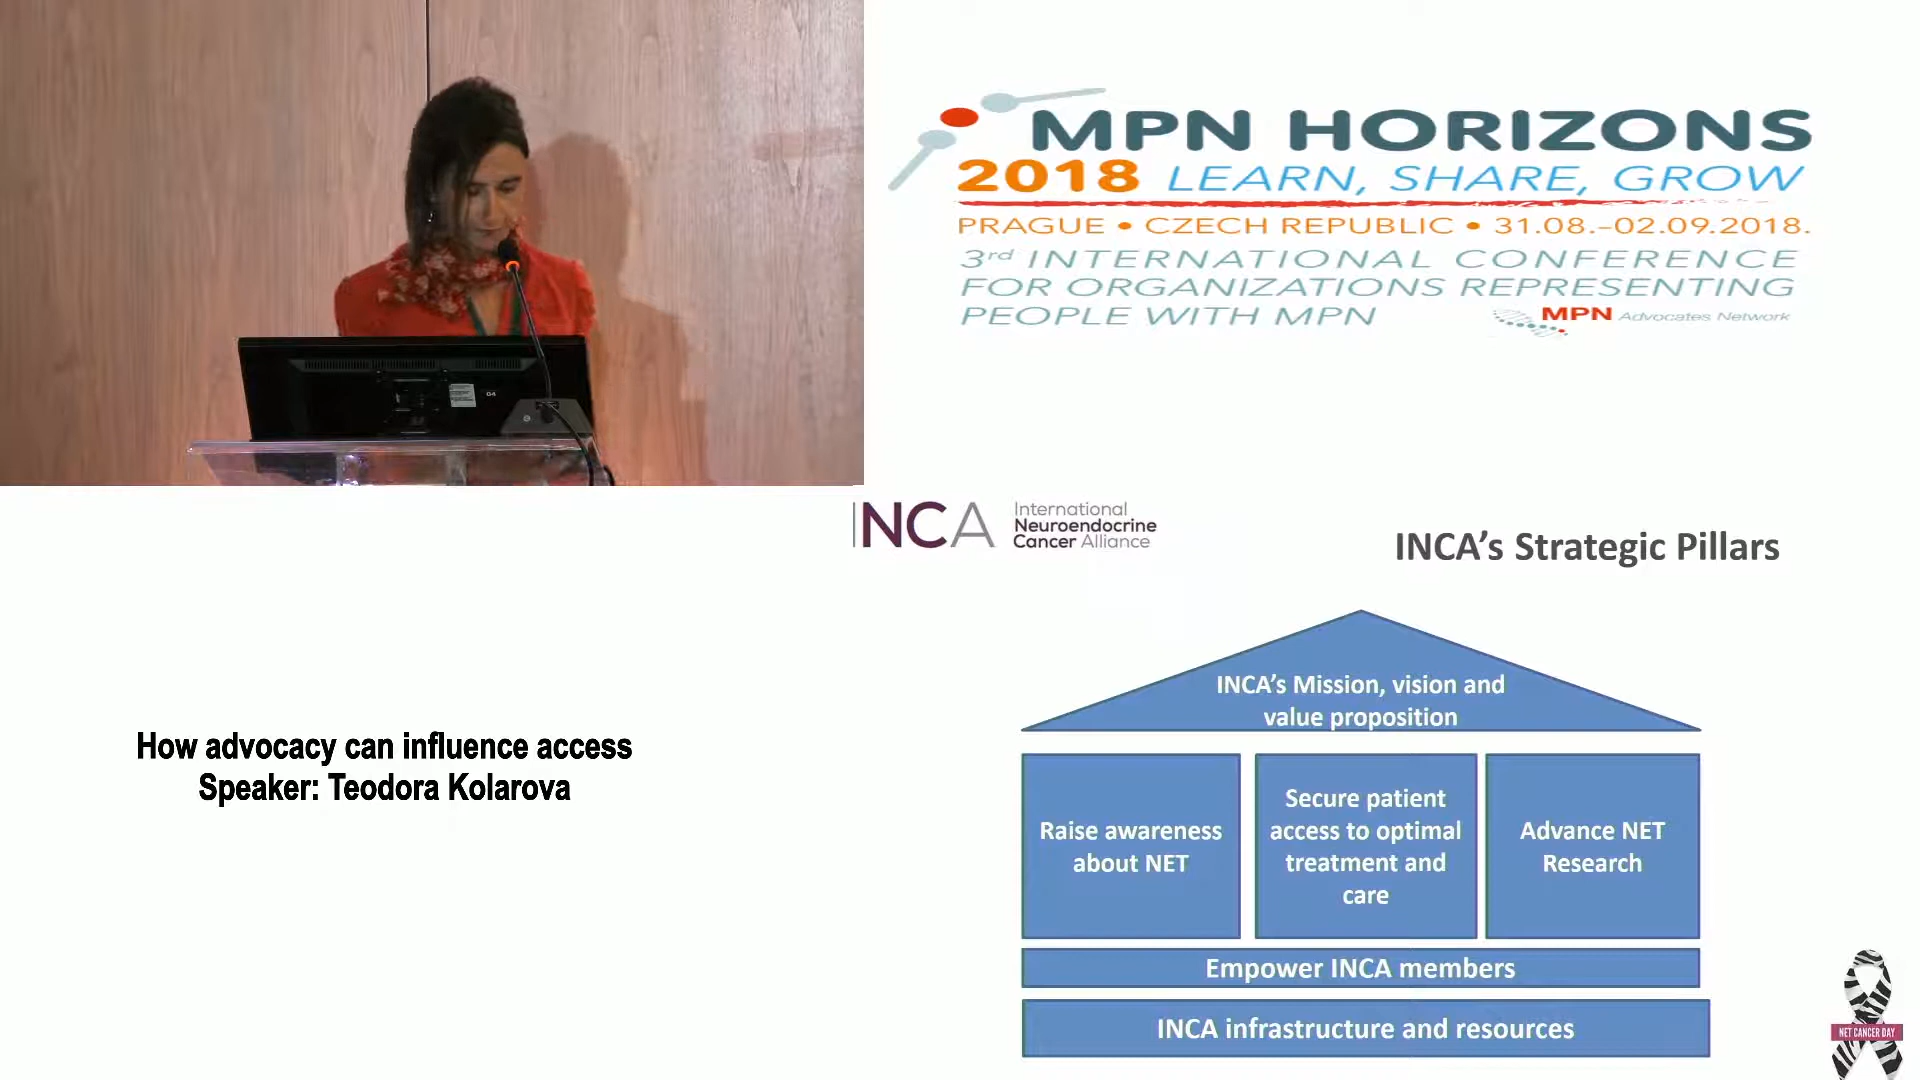 MPN HORIZONS
2018 LEARN, SHARE, GROW
PRAGUE • CZECH REPUBLIC • 31.08.-02.09.2018.
3rd INTERNATIONAL CONFERENCE
FOR ORGANIZATIONS REPRESENTING
PEOPLE WITH MPN
MPN Advocates Network
INCA International
Neuroendocrine
Cancer Alliance
INCA’s Strategic Pillars
How advocacy can influence access
Speaker: Teodora Kolarova
INCA’s Mission, vision and
value proposition
Raise awareness
about NET
Secure patient
access to optimal
treatment and
care
Advance NET
Research
Empower INCA members
INCA infrastructure and resources
NET CANCER DAY